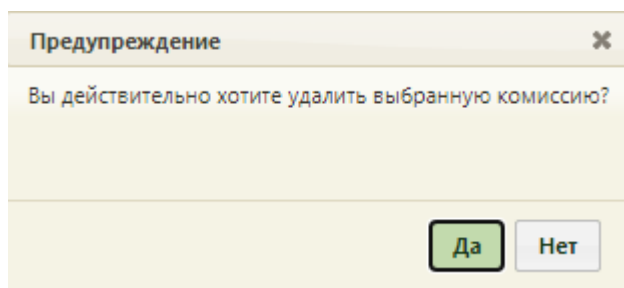 Предупреждение
Вы действительно хотите удалить выбранную комиссию?
Да Нет